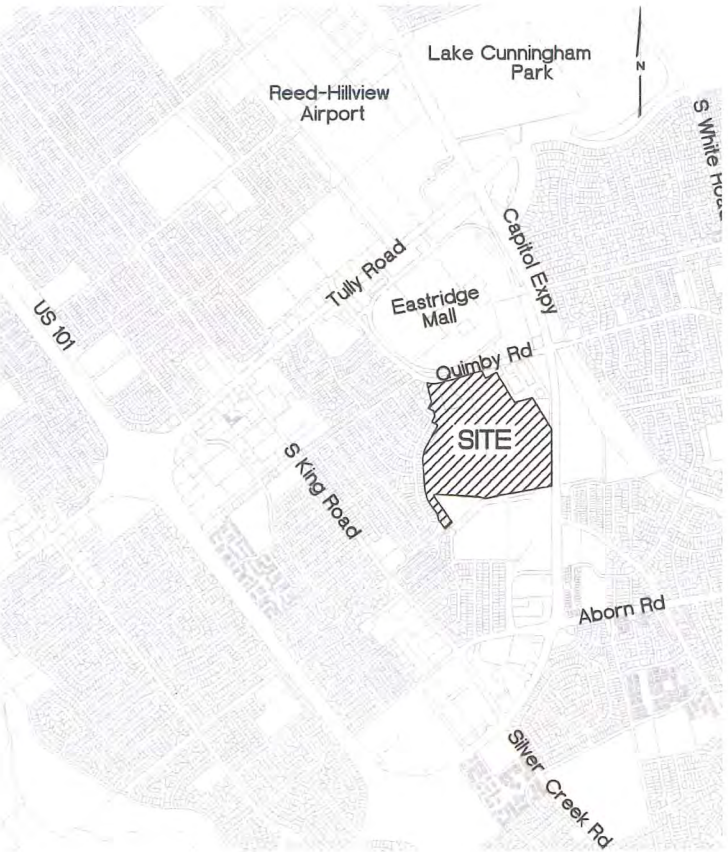 Lake Cunningham
Park
Reed-Hillview
Airport
N
S White Road
Capitol Expy
Tully Road
Eastridge
Mall
US 101
Quimby Rd
SITE
S King Road
Aborn Rd
Silver Creek Rd